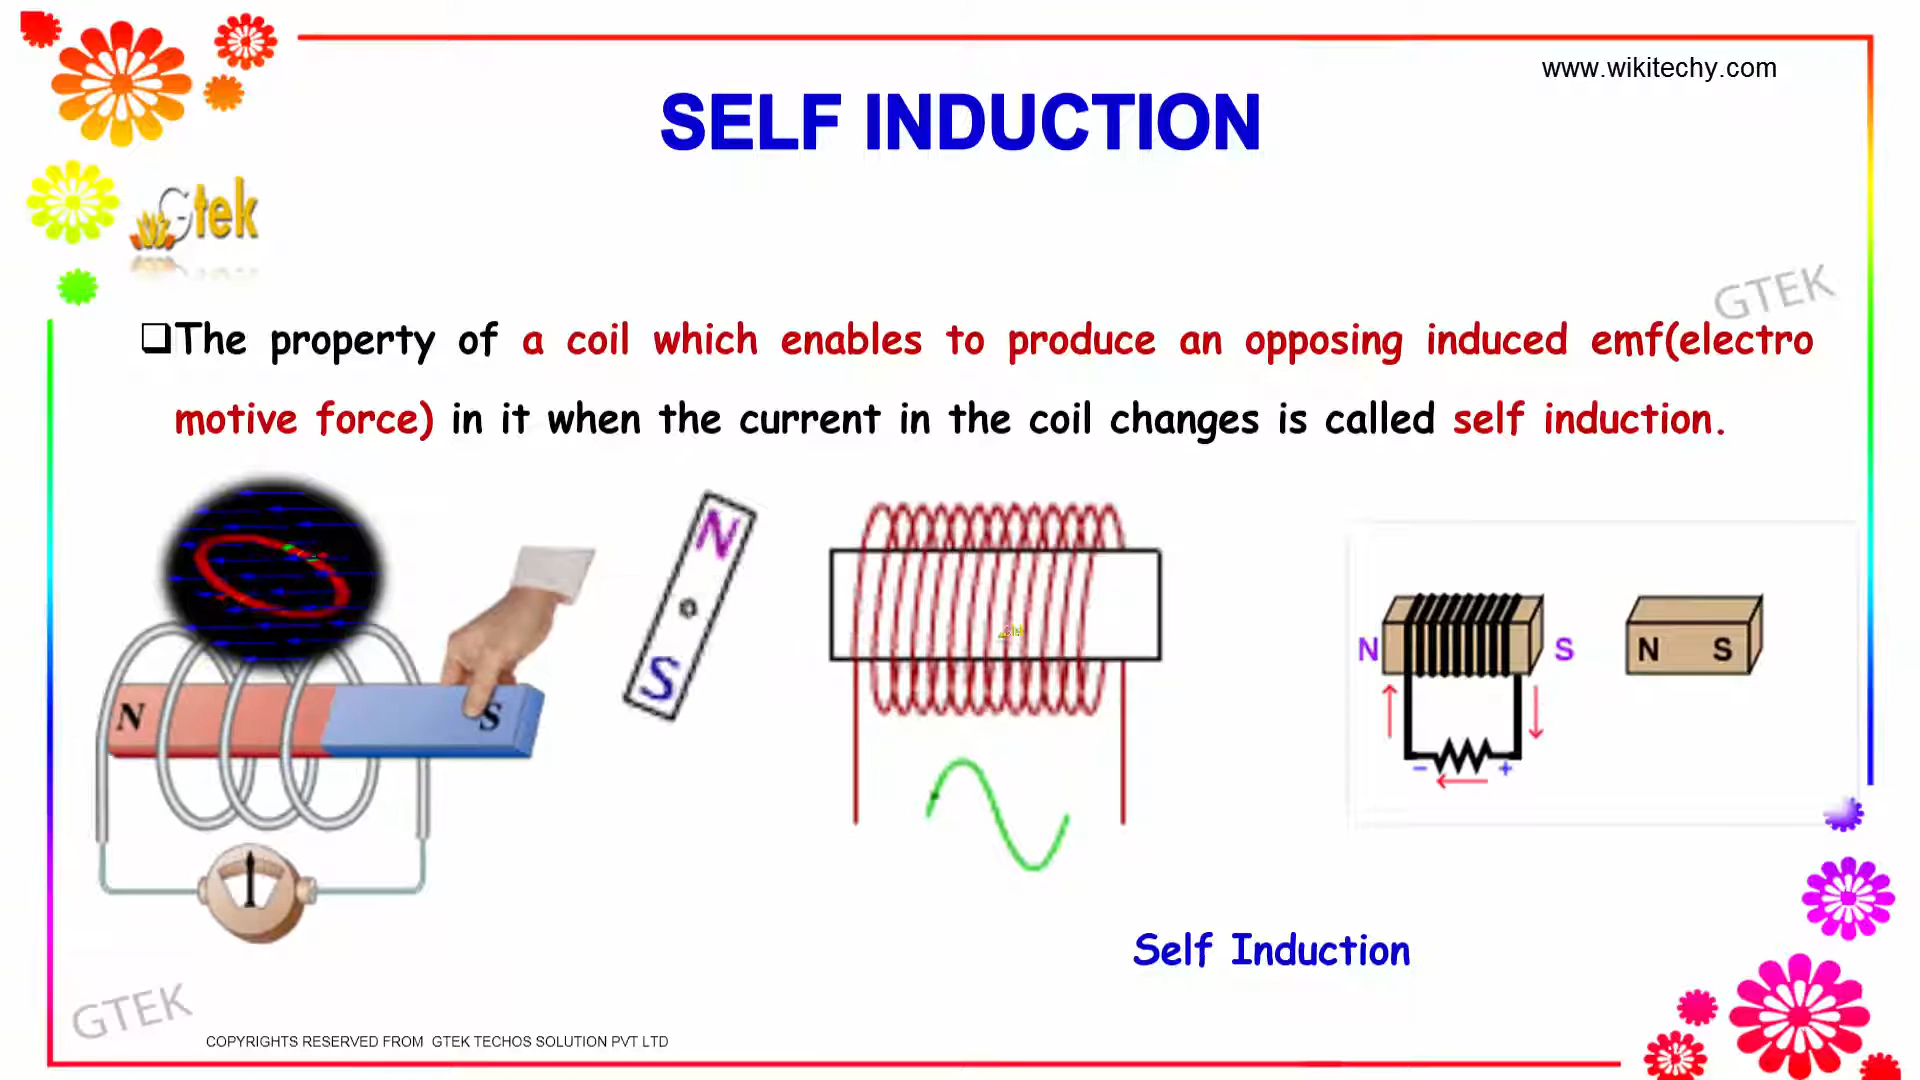 www.wikitechy.com
SELF INDUCTION
Gtek
GTEK
The property of a coil which enables to produce an opposing induced emf(electro
motive force) in it when the current in the coil changes is called self induction.
N
S
N
S
N
S
N S
- +
Self Induction
GTEK
COPYRIGHTS RESERVED FROM GTEK TECHOS SOLUTION PVT LTD